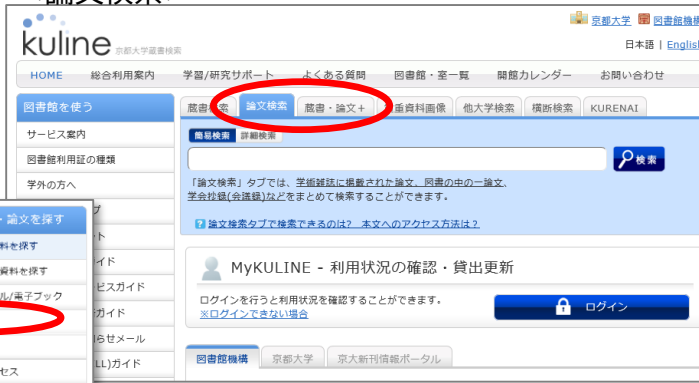 論文検索
京都大学 図書館機構
kuline 京都大学蔵書検索
日本語 | English
HOME 総合利用案内 学習/研究サポート よくある質問 図書館・室一覧 開館カレンダー お問い合わせ
図書館を使う
サービス案内
図書館利用証の種類
学外の方へ
蔵書検索 論文検索 蔵書・論文+ 重資料画像 他大学検索 横断検索 KURENAI
簡易検索 詳細検索
検索
「論文検索」タブでは、学術雑誌に掲載された論文、図書の中の一論文、
学会抄録(会議録)などをまとめて検索することができます。
論文検索タブで検索できるのは? 本文へのアクセス方法は?
・論文を探す
料を探す
資料を探す
ル/電子ブック
セス
プ
ト
イド
ビスガイド
ガイド
らせメール
LL)ガイド
MyKULINE - 利用状況の確認・貸出更新
ログインを行うと利用状況を確認することができます。
※ログインできない場合
ログイン
図書館機構 京都大学 京大新刊情報ポータル